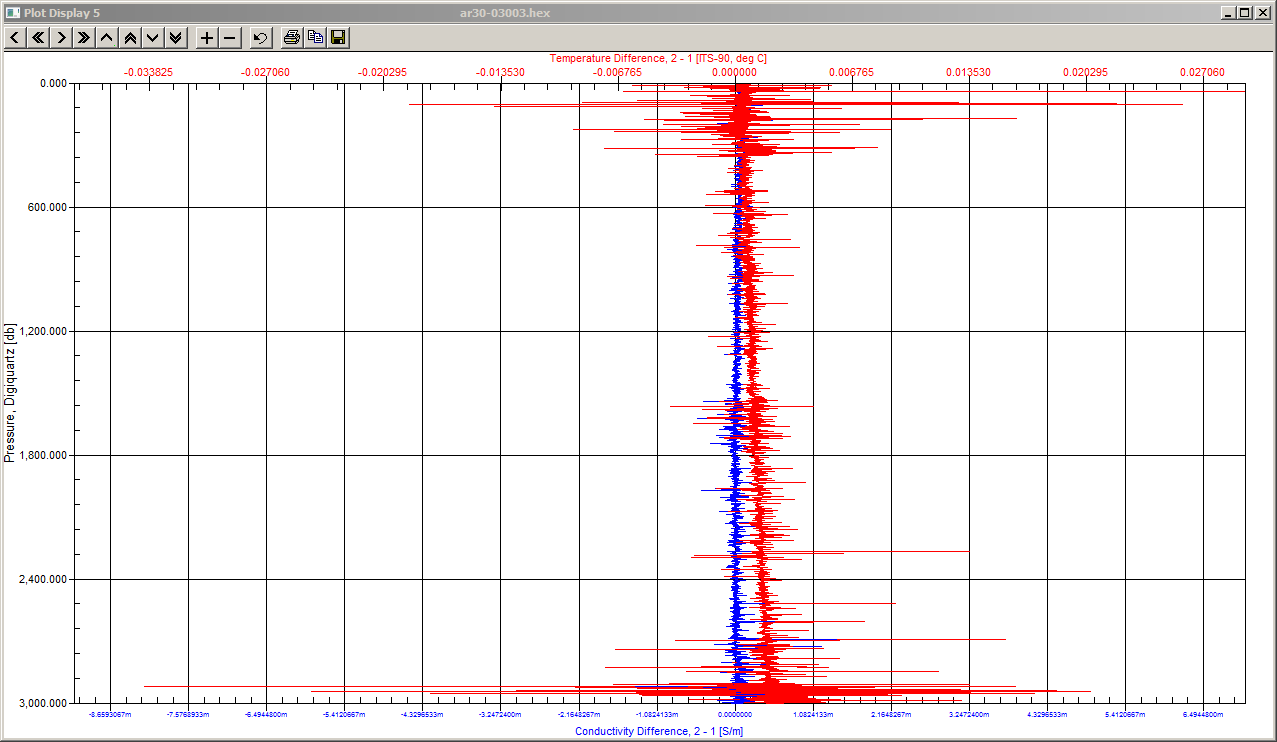 Plot Display 5
ar30-03003.hex
Temperature Difference, 2 - 1 [ITS-90, deg C]
-0.033825 -0.027060 -0.020295 -0.013530 -0.006765 0.000000 0.006765 0.013530 0.020295 0.027060
Pressure, Digiquartz [db]
0.000
600.000
1,200.000
1,800.000
2,400.000
3,000.000
-8.6593067m -7.5768933m -6.4944800m -5.4120667m -4.3296533m -3.2472400m -2.1648267m -1.0824133m 0.0000000 1.0824133m 2.1648267m 3.2472400m 4.3296533m 5.4120667m 6.4944800m
Conductivity Difference, 2 - 1 [S/m]